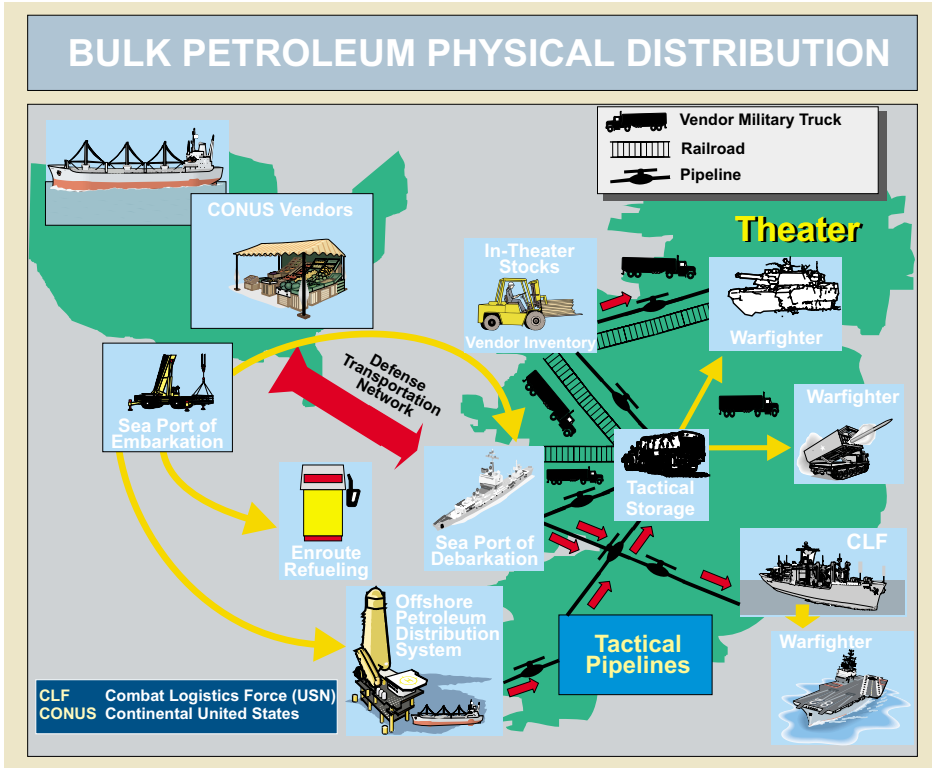 BULK PETROLEUM PHYSICAL DISTRIBUTION
Vendor Military Truck
Railroad
Pipeline
CONUS Vendors
Theater
In-Theater
Stocks
Vendor Inventory
Warfighter
Defense
Transportation
Network
Sea Port of
Embarkation
Warfighter
Tactical
Storage
Sea Port of
Debarkation
Enroute
Refueling
CLF
Offshore
Petroleum
Distribution
System
Tactical
Pipelines
Warfighter
CLF Combat Logistics Force (USN)
CONUS Continental United States